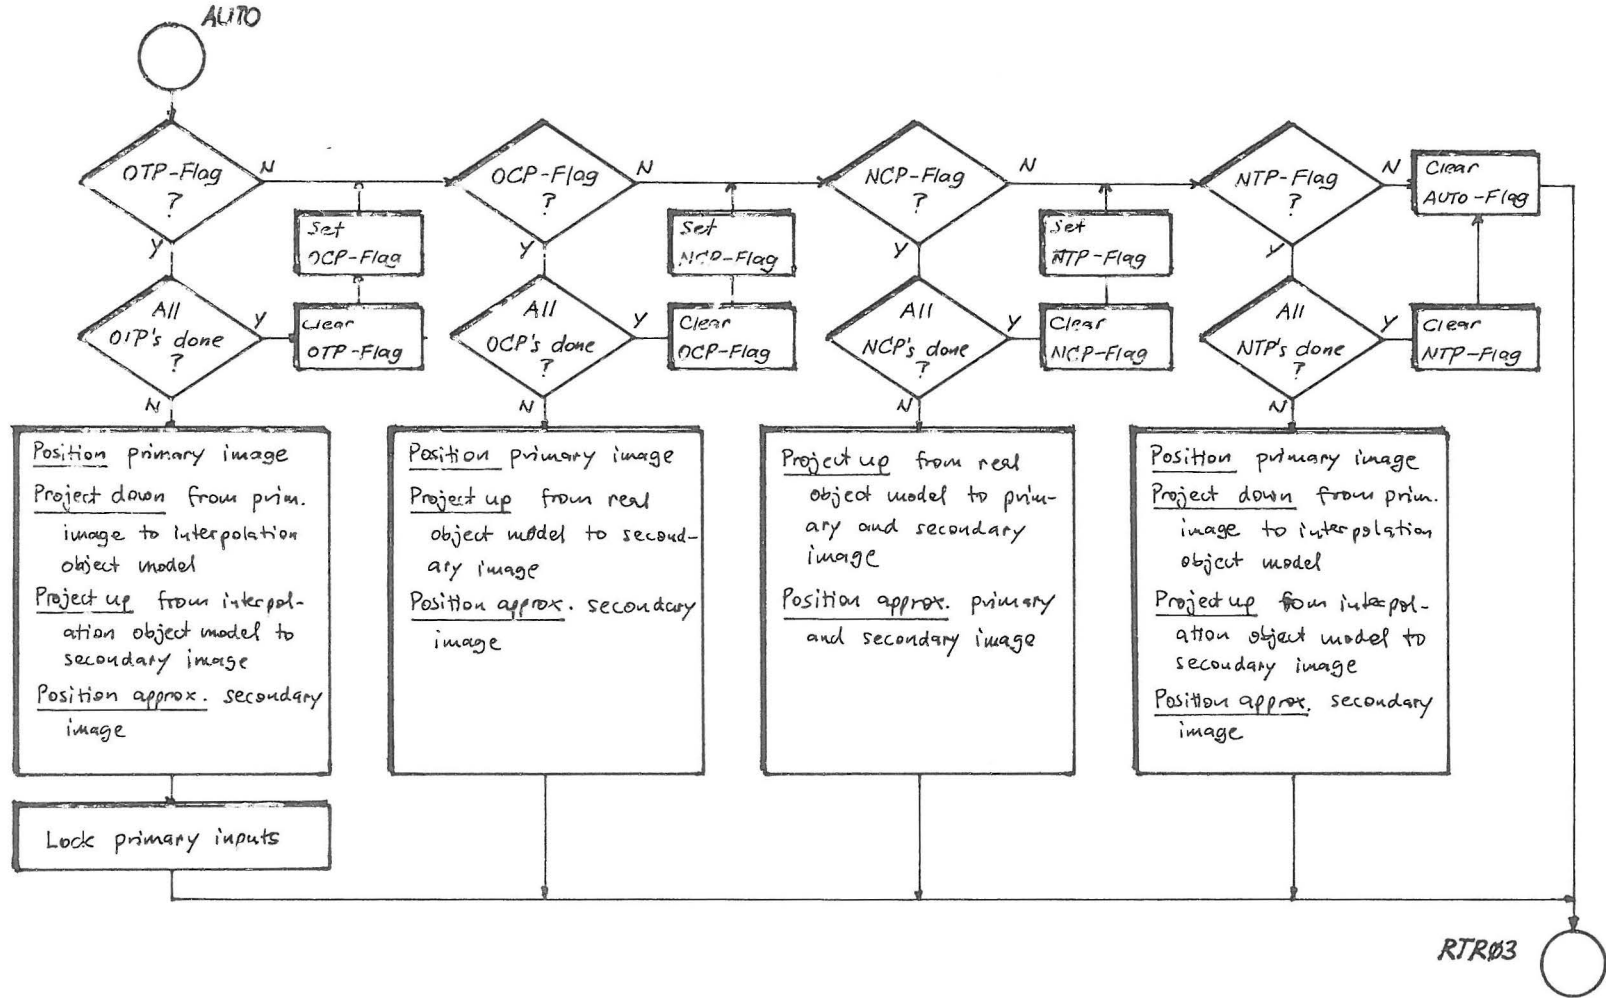 AUTO
OTP-Flag
?
N
Y
Set
OCP-Flag
All
OTP's done
?
Y
N
Clear
OTP-Flag
Position primary image
Project down from prim.
image to interpolation
object model
Project up from interpol-
ation object model to
secondary image
Position approx. secondary
image
Lock primary inputs
OCP-Flag
?
N
Y
Set
NCP-Flag
All
OCP's done
?
Y
N
Clear
OCP-Flag
Position primary image
Project up from real
object model to second-
ary image
Position approx. secondary
image
NCP-Flag
?
N
Y
Set
NTP-Flag
All
NCP's done
?
Y
N
Clear
NCP-Flag
Project up from real
object model to prim-
ary and secondary
image
Position approx. primary
and secondary image
NTP-Flag
?
N
Y
Clear
AUTO-Flag
All
NTP's done
?
Y
N
Clear
NTP-Flag
Position primary image
Project down from prim.
image to interpolation
object model
Project up from interpol-
ation object model to
secondary image
Position approx. secondary
image
RTRØ3